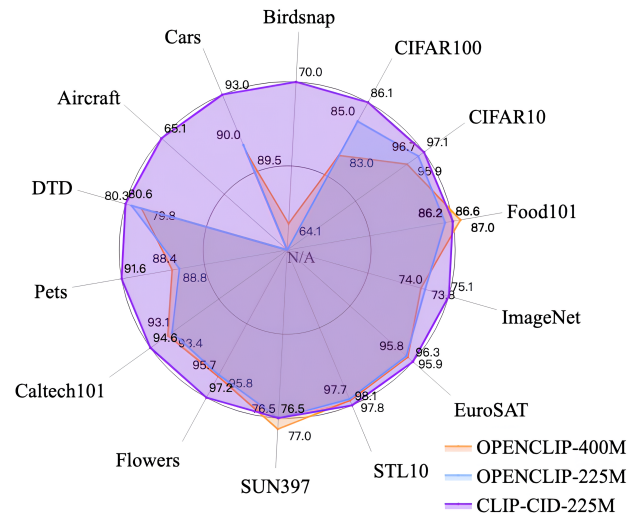 Birdsnap
Cars
CIFAR100
70.0
93.0
86.1
Aircraft
85.0
CIFAR10
65.1
90.0
97.1
96.7
89.5
83.0
95.9
DTD
80.3
80.6
79.8
86.2
86.6
Food101
87.0
64.1
88.4
N/A
91.6
88.8
74.0
75.1
Pets
73.8
ImageNet
93.1
94.6
93.4
95.8
96.3
95.7
95.9
Caltech101
97.2
95.8
97.7
98.1
76.5
76.5
97.8
EuroSAT
77.0
Flowers
SUN397
STL10
OPENCLIP-400M
OPENCLIP-225M
CLIP-CID-225M